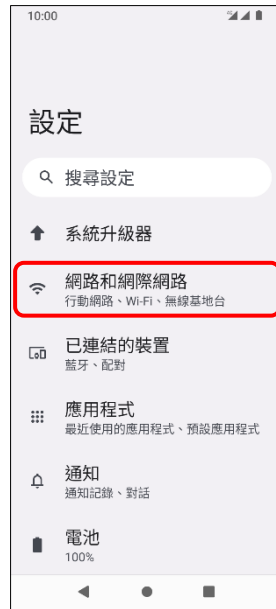 10:00
設定
搜尋設定
系統升級器
網路和網際網路
行動網路、Wi-Fi、無線基地台
已連結的裝置
藍牙、配對
應用程式
最近使用的應用程式、預設應用程式
通知
通知記錄、對話
電池
100%